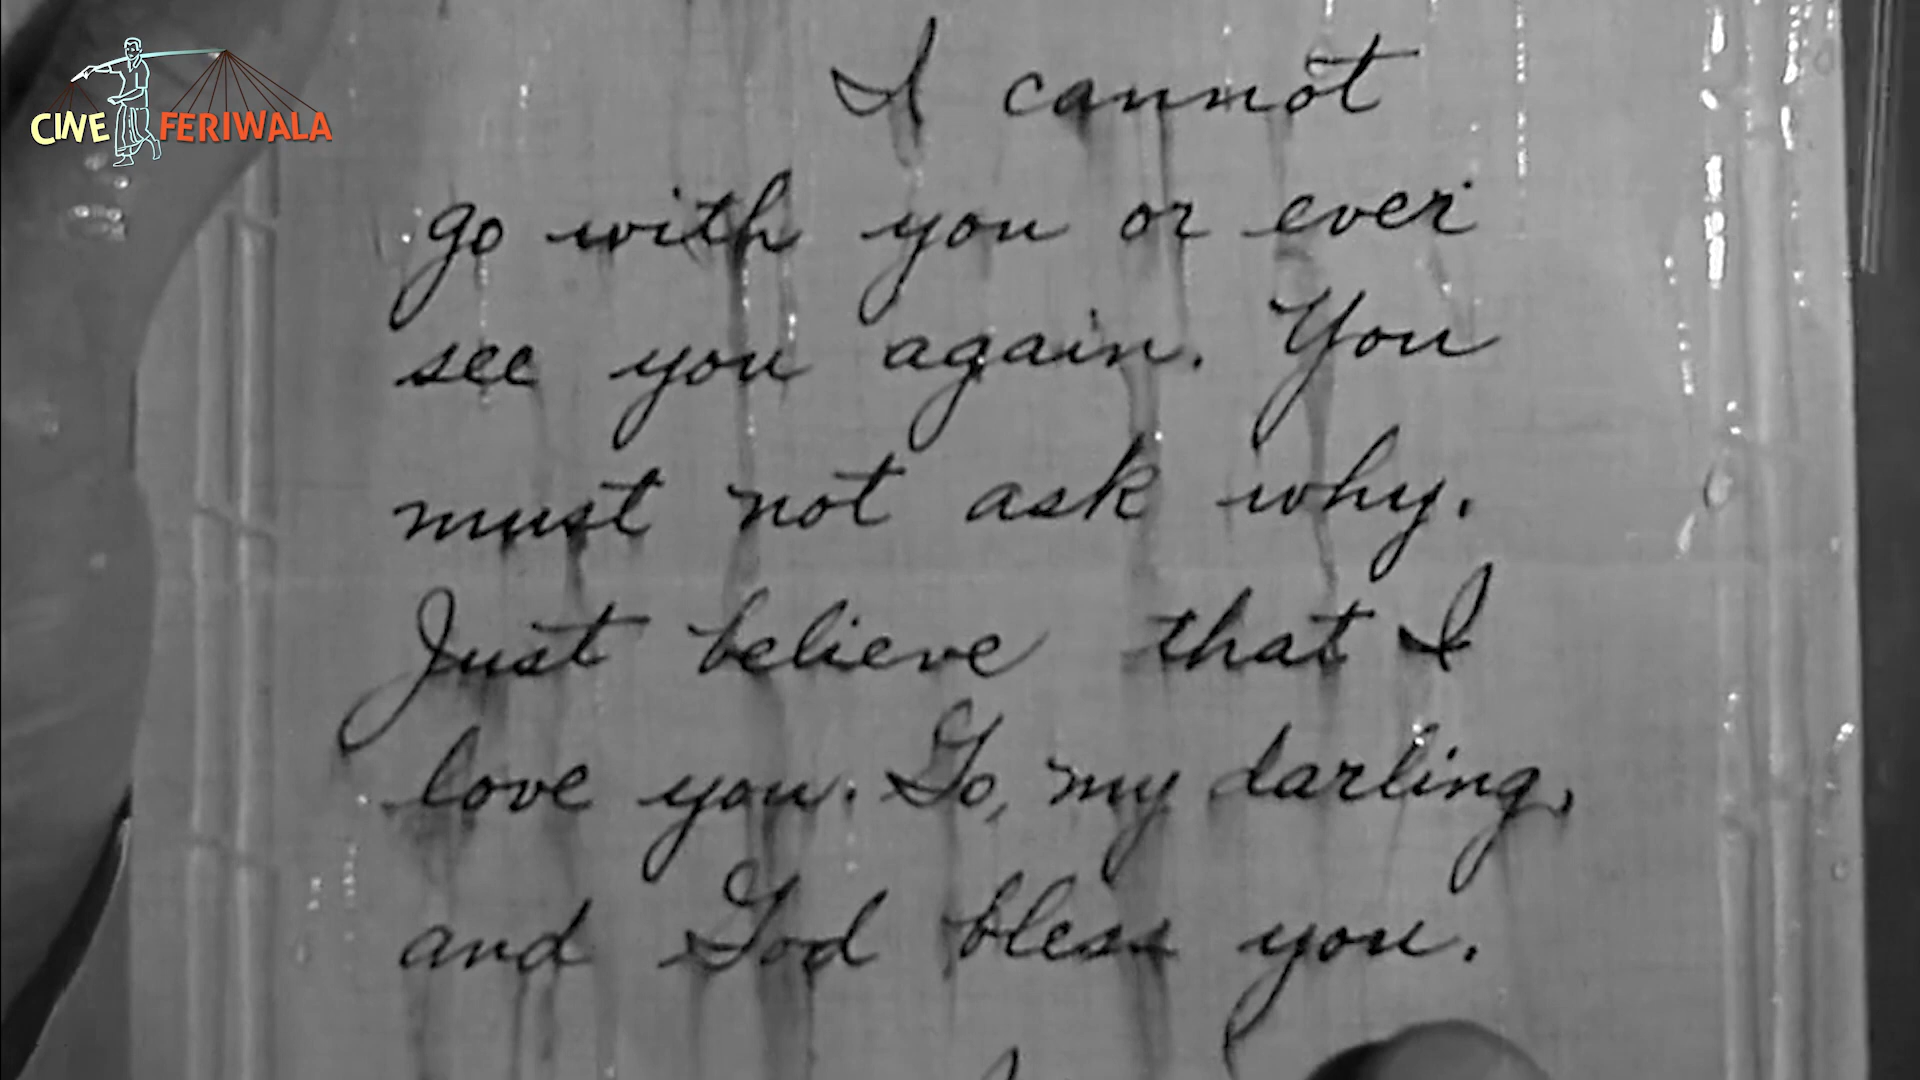 CINE FERIWALA
I cannot
go with you or ever
see you again. You
must not ask why.
Just believe that I
love you. Go, my darling,
and God bless you.